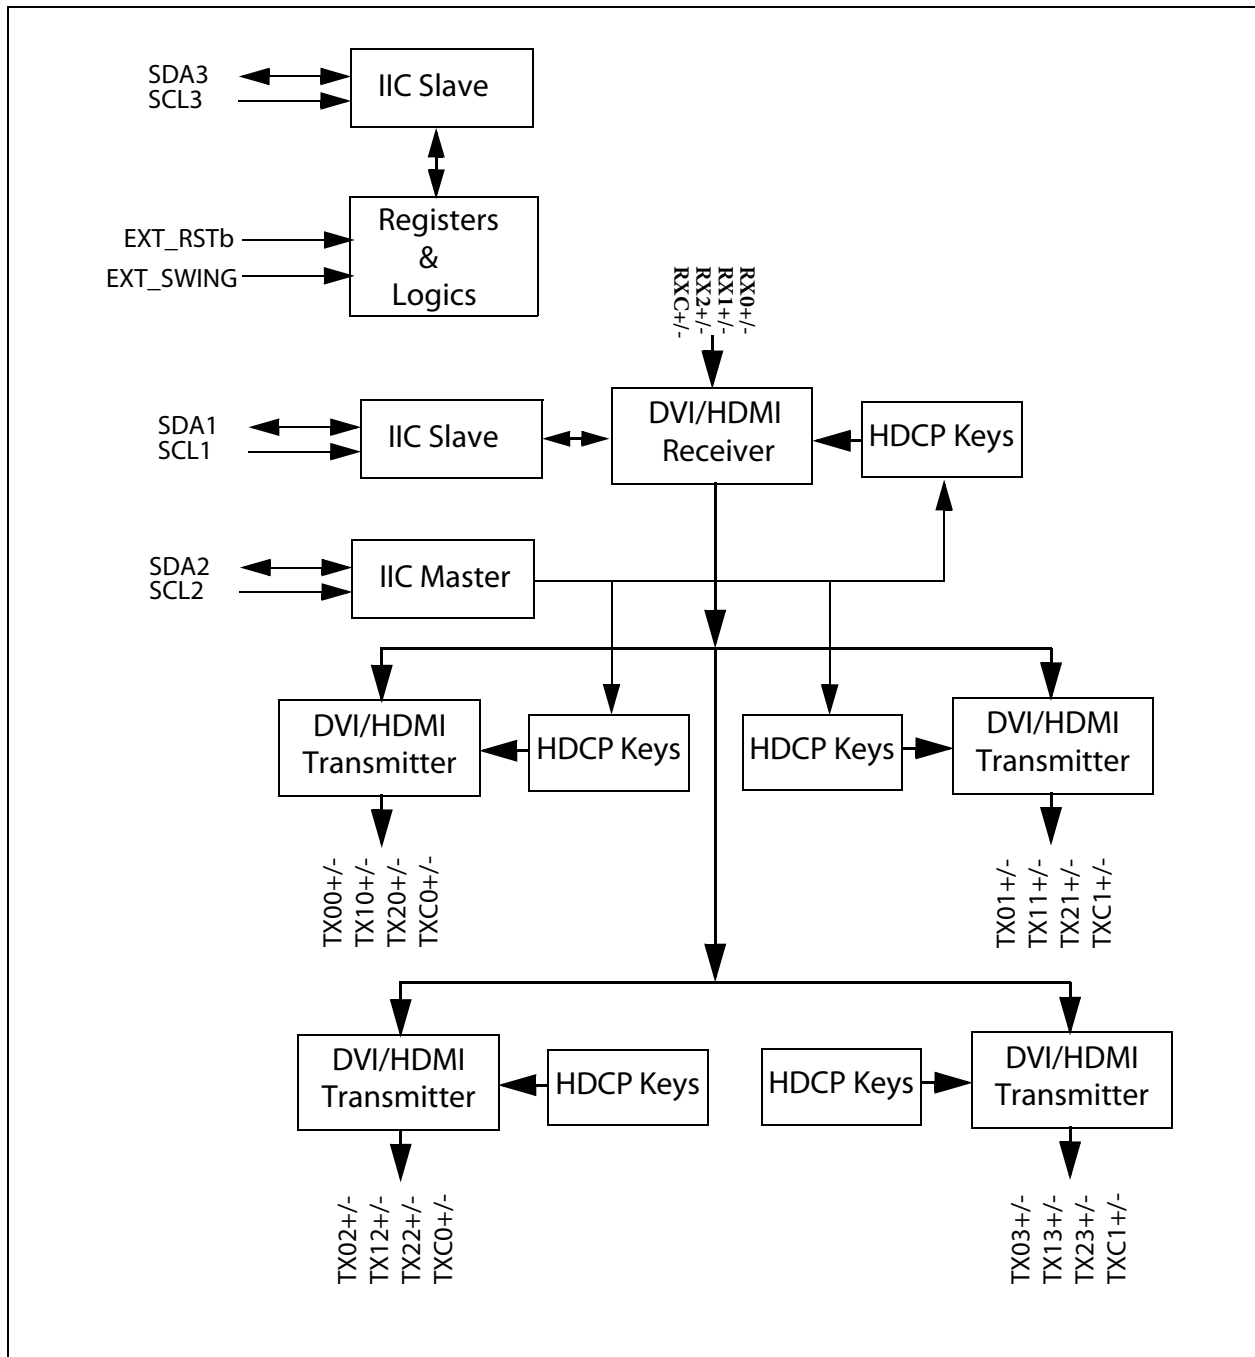 SDA3
SCL3
IIC Slave
EXT_RSTb
EXT_SWING
Registers
&
Logics
RX0+/-
RX1+/-
RX2+/-
RXC+/-
SDA1
SCL1
IIC Slave
DVI/HDMI
Receiver
HDCP Keys
SDA2
SCL2
IIC Master
DVI/HDMI
Transmitter
HDCP Keys
HDCP Keys
DVI/HDMI
Transmitter
TX00+/-
TX10+/-
TX20+/-
TXC0+/-
TX01+/-
TX11+/-
TX21+/-
TXC1+/-
DVI/HDMI
Transmitter
HDCP Keys
HDCP Keys
DVI/HDMI
Transmitter
TX02+/-
TX12+/-
TX22+/-
TXC0+/-
TX03+/-
TX13+/-
TX23+/-
TXC1+/-